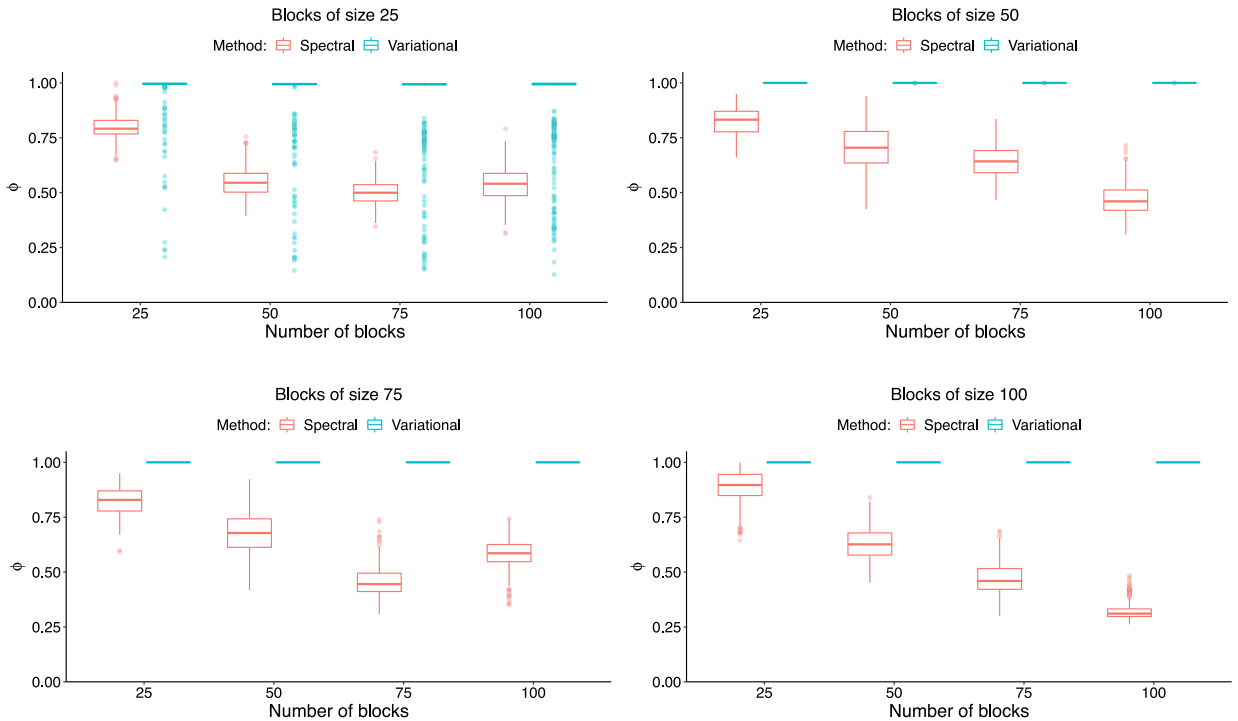 Blocks of size 25
Method: Spectral Variational
1.00
0.75
0.50
0.25
0.00
ϕ
25 50 75 100
Number of blocks
Blocks of size 50
Method: Spectral Variational
1.00
0.75
0.50
0.25
0.00
ϕ
25 50 75 100
Number of blocks
Blocks of size 75
Method: Spectral Variational
1.00
0.75
0.50
0.25
0.00
ϕ
25 50 75 100
Number of blocks
Blocks of size 100
Method: Spectral Variational
1.00
0.75
0.50
0.25
0.00
ϕ
25 50 75 100
Number of blocks